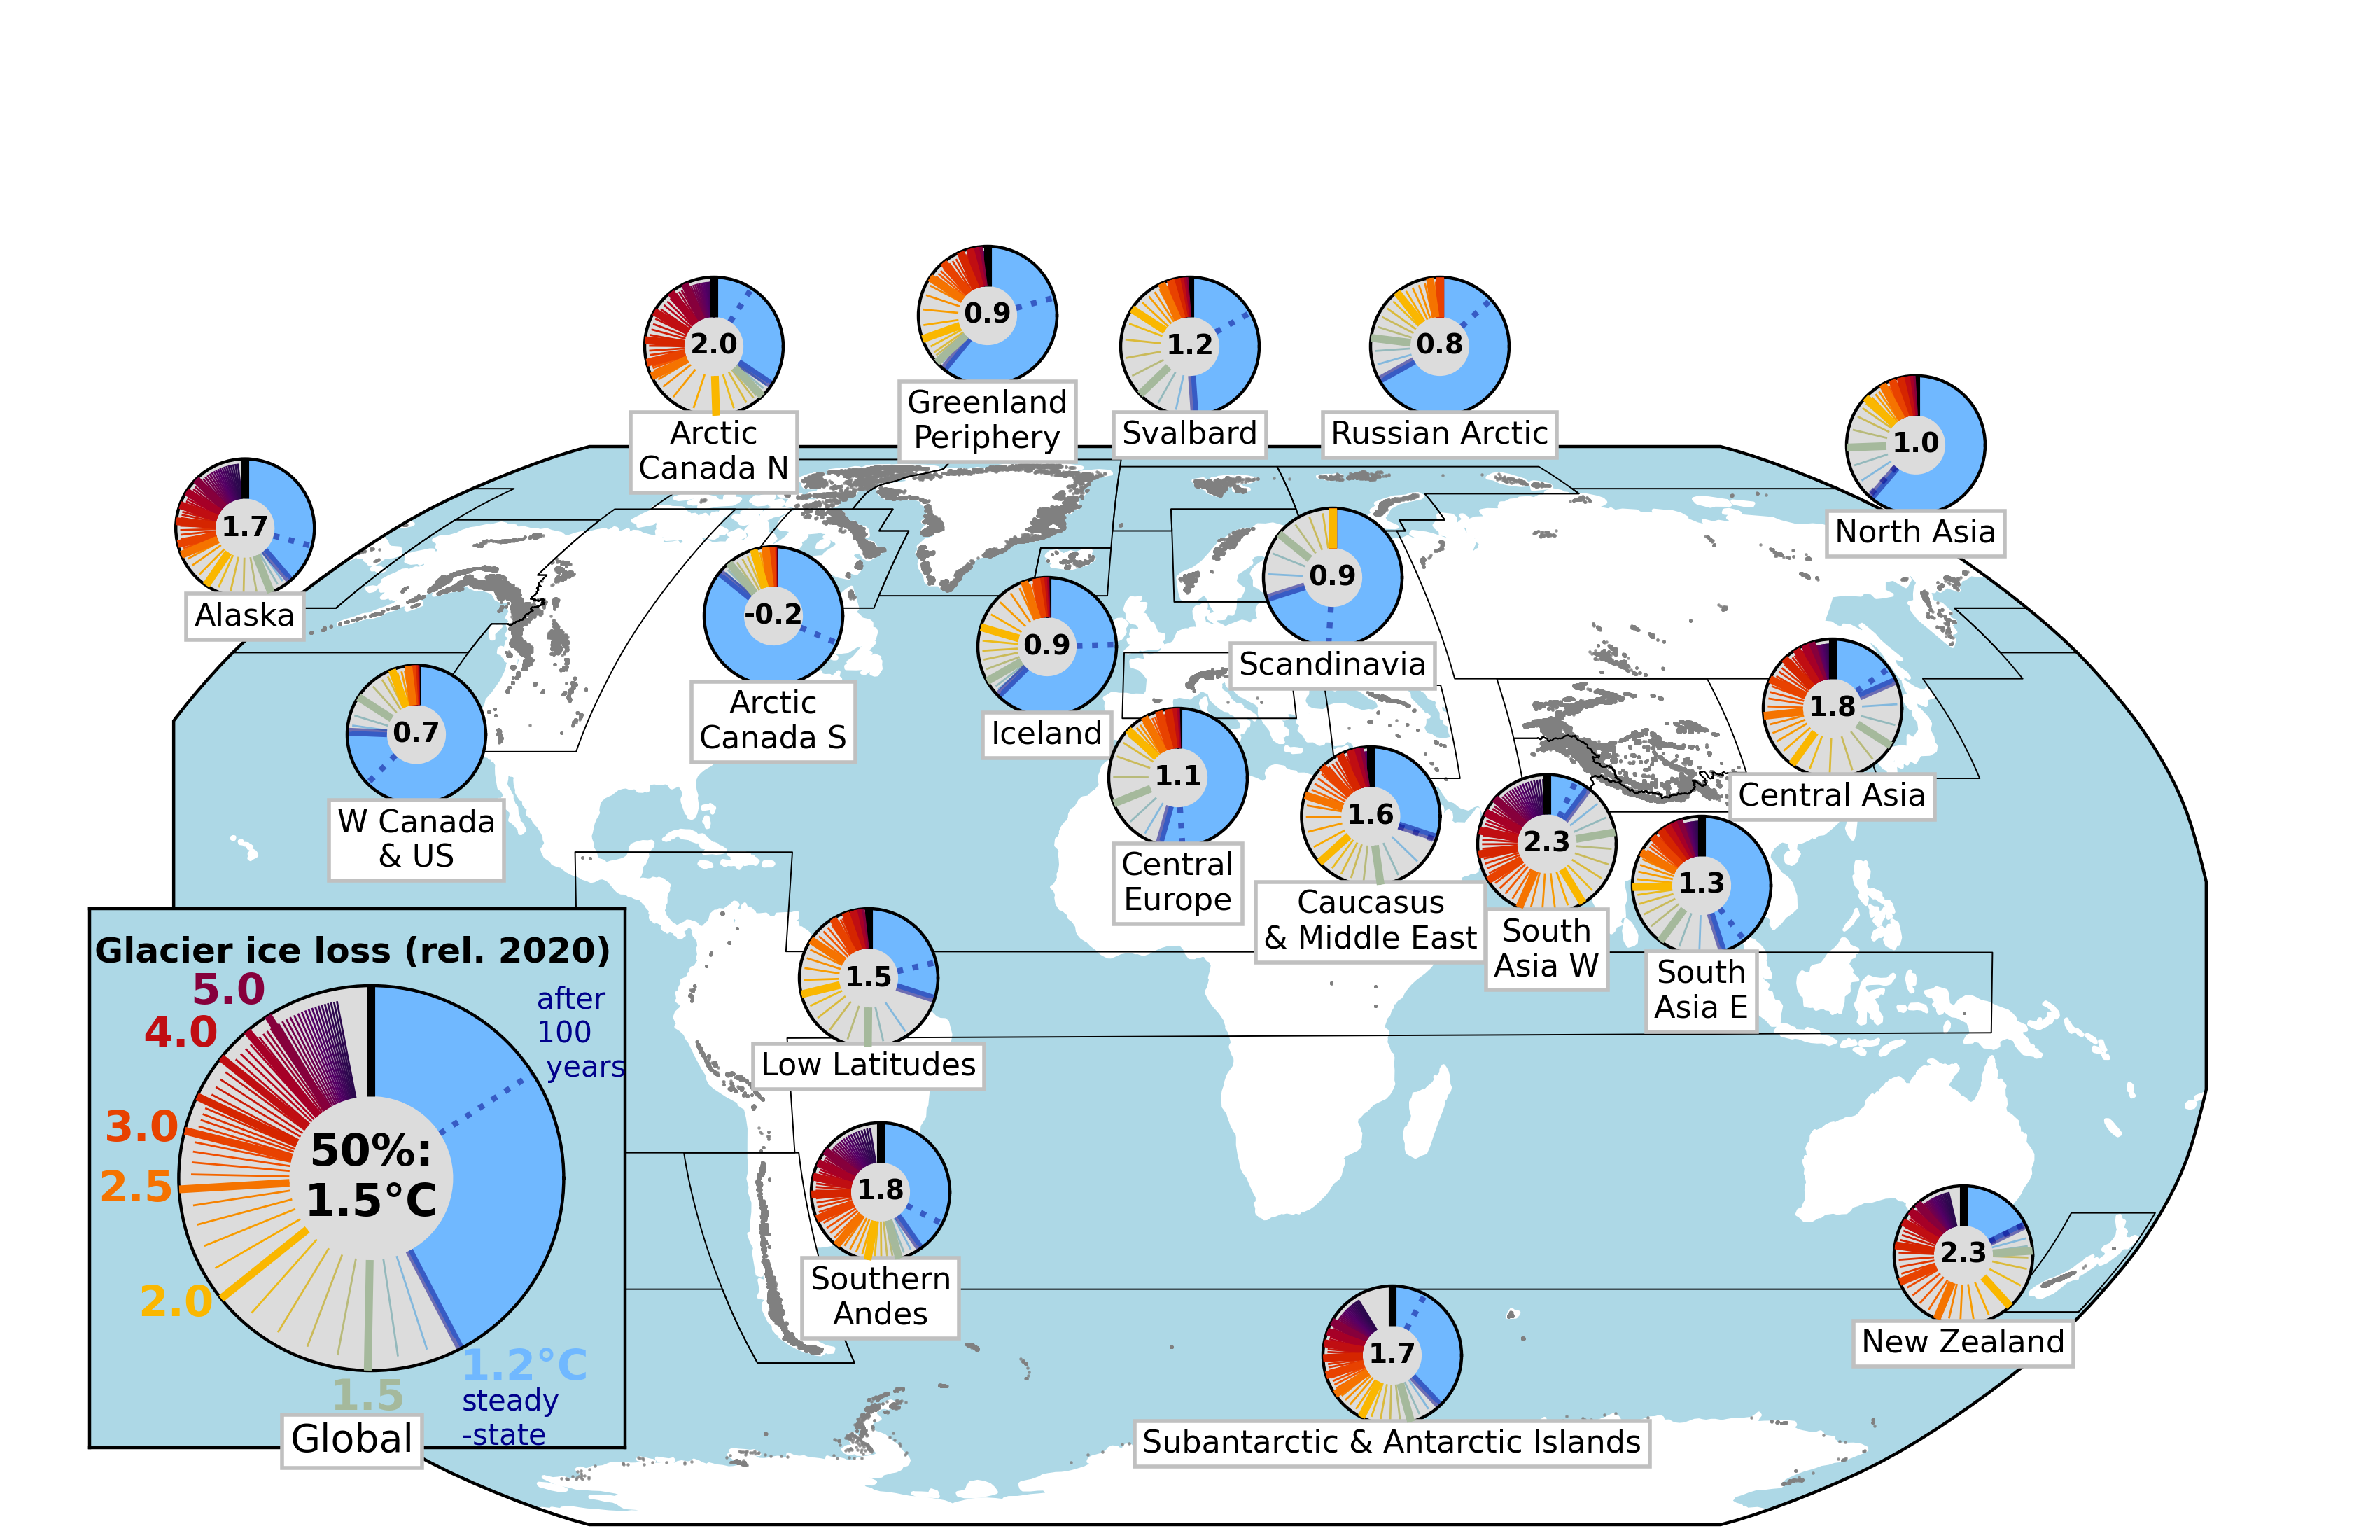 2.0
Arctic
Canada N
0.9
Greenland
Periphery
1.2
Svalbard
0.8
Russian Arctic
1.0
North Asia
1.7
Alaska
-0.2
Arctic
Canada S
0.9
Iceland
0.9
Scandinavia
0.7
W Canada
& US
1.1
Central
Europe
1.6
Caucasus
& Middle East
2.3
South
Asia W
1.3
South
Asia E
1.8
Central Asia
1.5
Low Latitudes
1.8
Southern
Andes
1.7
Subantarctic & Antarctic Islands
2.3
New Zealand
Glacier ice loss (rel. 2020)
5.0
4.0
3.0
2.5
2.0
1.5
after
100
years
50%:
1.5°C
1.2°C
steady
-state
Global